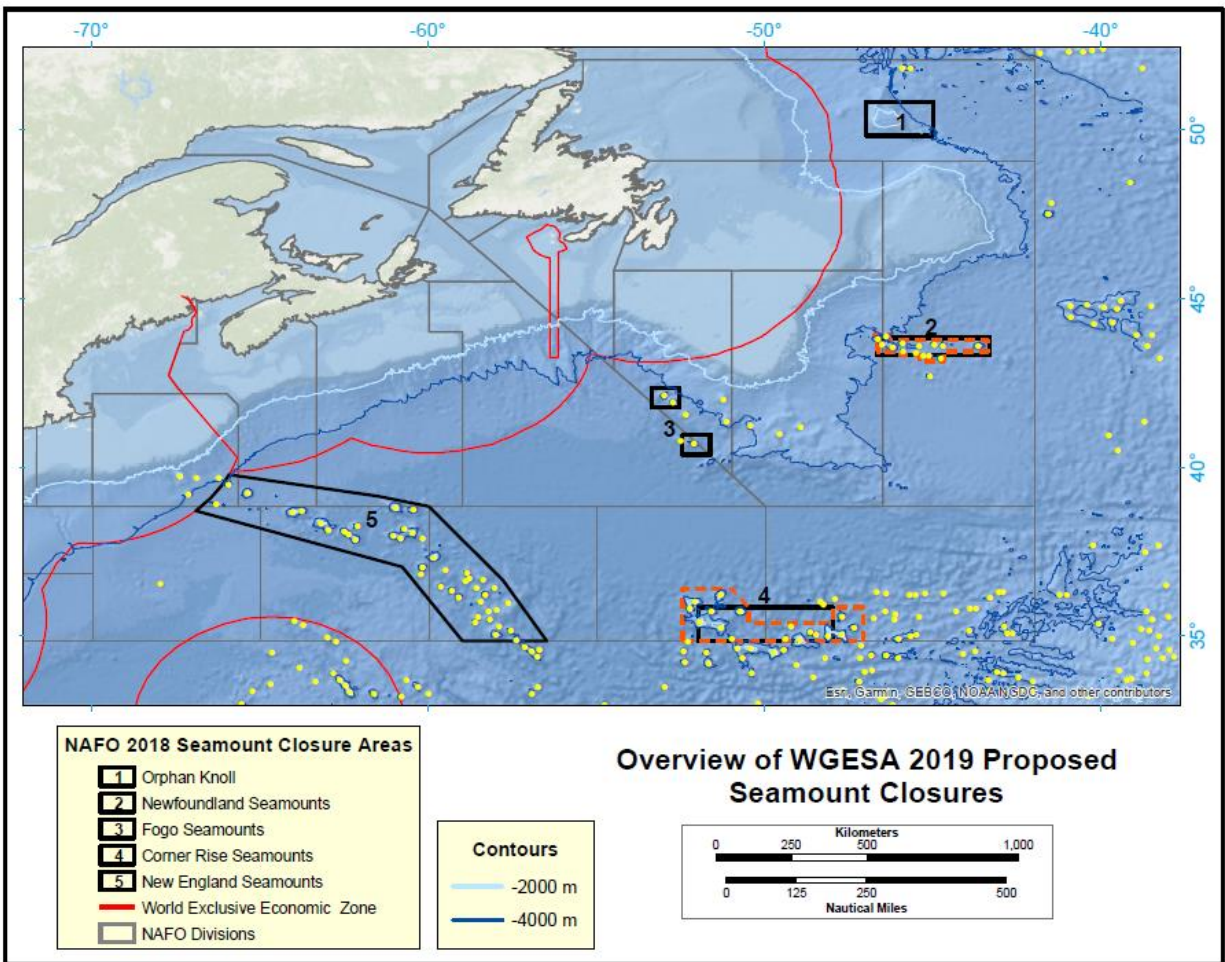 -70° -60° -50° -40°
1
50°
45°
2
3
40°
5
4
35°
Esri, Garmin, GEBCO, NOAA NGDC, and other contributors
NAFO 2018 Seamount Closure Areas
1 Orphan Knoll
2 Newfoundland Seamounts
3 Fogo Seamounts
4 Corner Rise Seamounts
5 New England Seamounts
World Exclusive Economic Zone
NAFO Divisions
Contours
-2000 m
-4000 m
Overview of WGESA 2019 Proposed
Seamount Closures
Kilometers
0 250 500 1,000
0 125 250 500
Nautical Miles